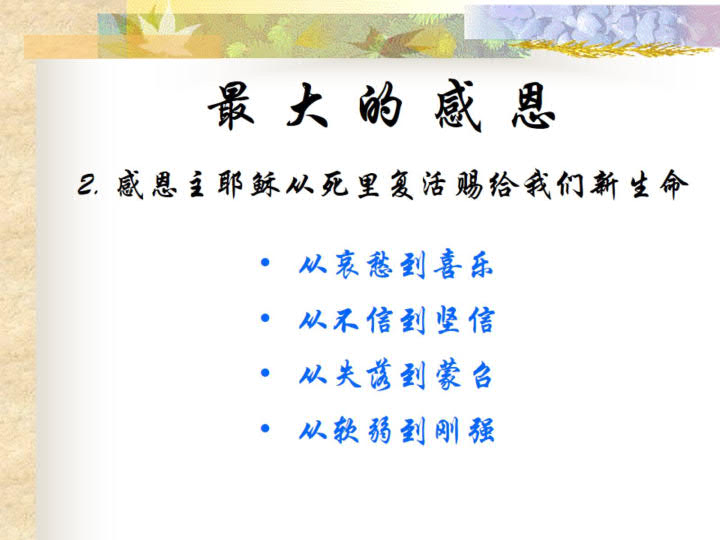 最大的感恩
2. 感恩主耶稣从死里复活赐给我们新生命
• 从哀愁到喜乐
• 从不信到坚信
• 从失落到蒙召
• 从软弱到刚强